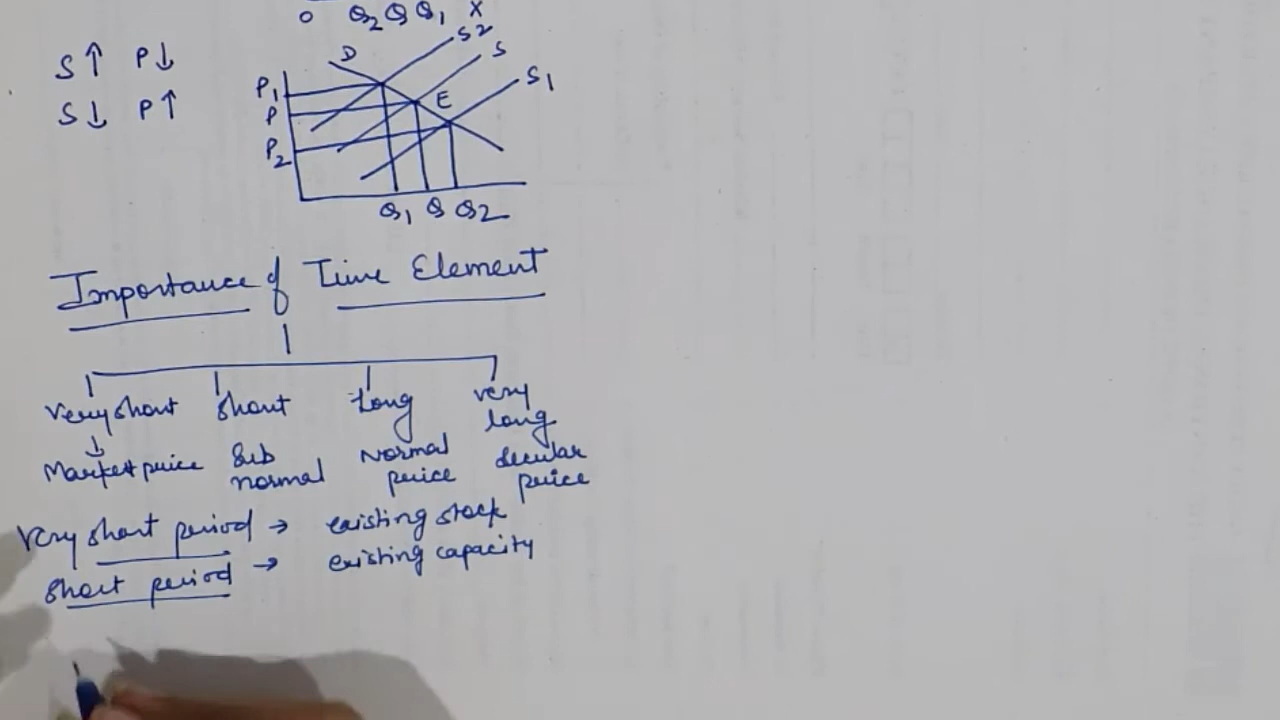 O Q2 Q Q1 X
S↑ P↓
S↓ P↑
D S2
S
S1
P1
P
P2
E
Q1 Q Q2
Importance of Time Element
Very short short Long very long
↓
Market price Sub normal Normal price secular price
Very short period → existing stock
short period → existing capacity